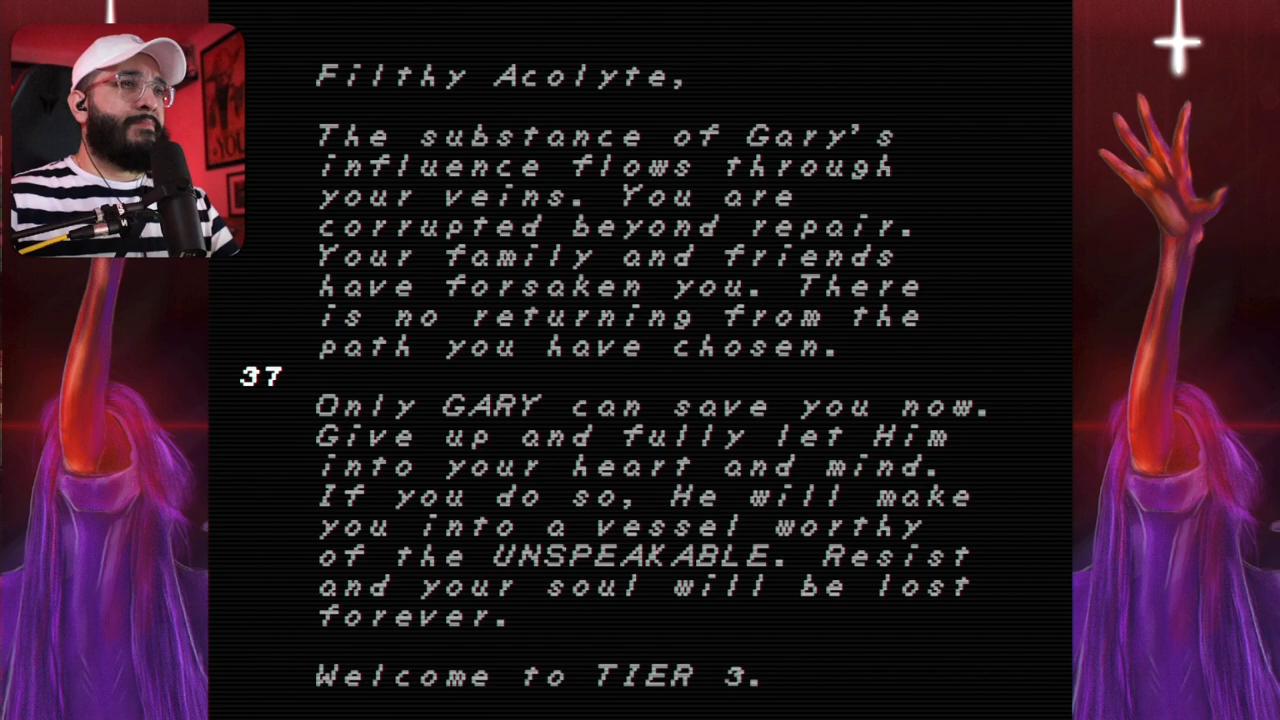 Filthy Acolyte,
The substance of Gary's
influence flows through
your veins. You are
corrupted beyond repair.
Your family and friends
have forsaken you. There
is no returning from the
path you have chosen.
37
Only GARY can save you now.
Give up and fully let Him
into your heart and mind.
If you do so, He will make
you into a vessel worthy
of the UNSPEAKABLE. Resist
and your soul will be lost
forever.
Welcome to TIER 3.